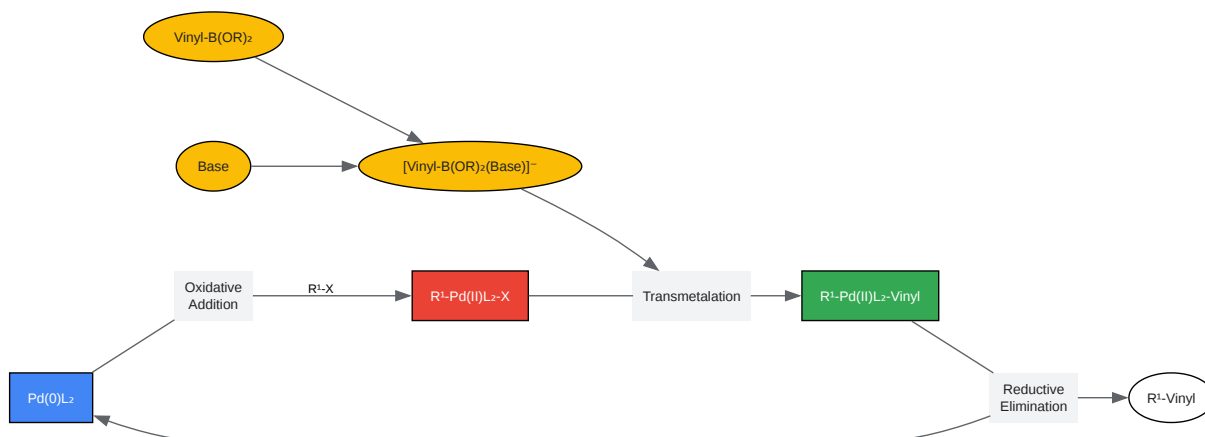 Vinyl-B(OR)₂
Base
[Vinyl-B(OR)₂(Base)]⁻
Oxidative
Addition
R¹-X
R¹-Pd(II)L₂-X
Transmetalation
R¹-Pd(II)L₂-Vinyl
Pd(0)L₂
Reductive
Elimination
R¹-Vinyl